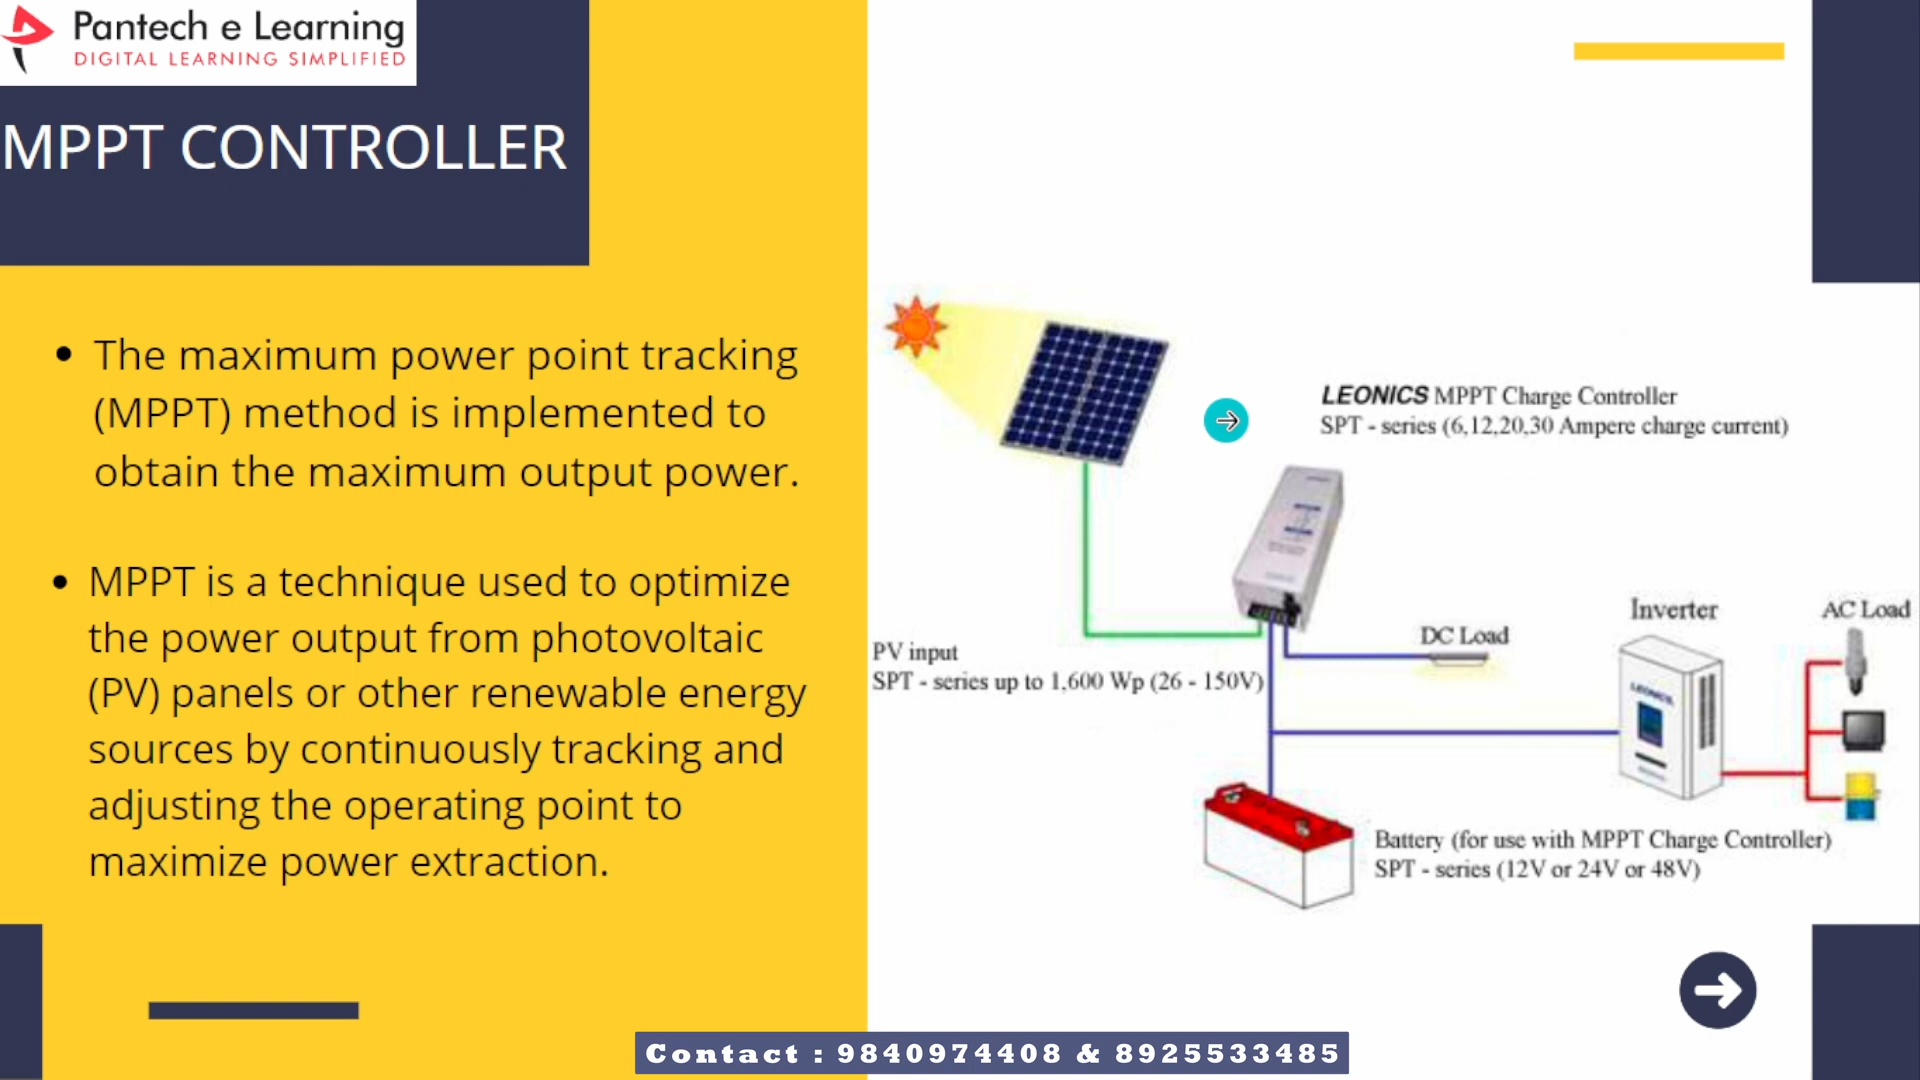 Pantech e Learning
DIGITAL LEARNING SIMPLIFIED
MPPT CONTROLLER
• The maximum power point tracking
(MPPT) method is implemented to
obtain the maximum output power.
• MPPT is a technique used to optimize
the power output from photovoltaic
(PV) panels or other renewable energy
sources by continuously tracking and
adjusting the operating point to
maximize power extraction.
LEONICS MPPT Charge Controller
SPT - series (6,12,20,30 Ampere charge current)
PV input
SPT - series up to 1,600 Wp (26 - 150V)
DC Load
Inverter
AC Load
LEONICS
Battery (for use with MPPT Charge Controller)
SPT - series (12V or 24V or 48V)
Contact : 9840974408 & 8925533485